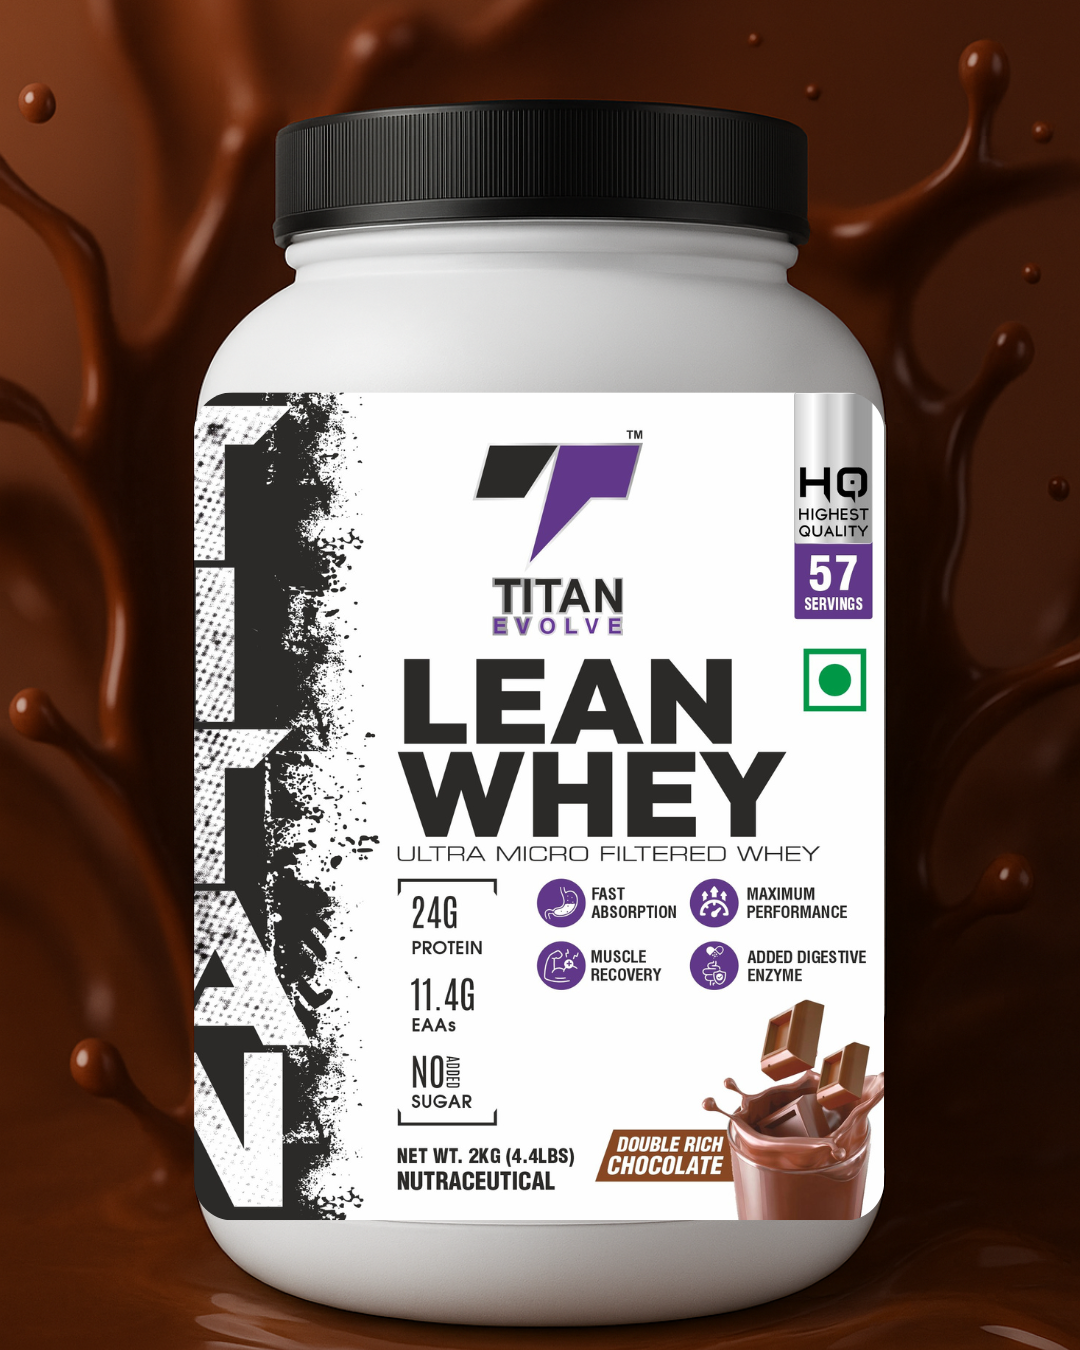 TITAN
TM
TITAN
EVOLVE
HQ
HIGHEST
QUALITY
57
SERVINGS
LEAN
WHEY
ULTRA MICRO FILTERED WHEY
24G
PROTEIN
11.4G
EAAs
NO ADDED
SUGAR
FAST
ABSORPTION
MAXIMUM
PERFORMANCE
MUSCLE
RECOVERY
ADDED DIGESTIVE
ENZYME
NET WT. 2KG (4.4LBS)
NUTRACEUTICAL
DOUBLE RICH
CHOCOLATE